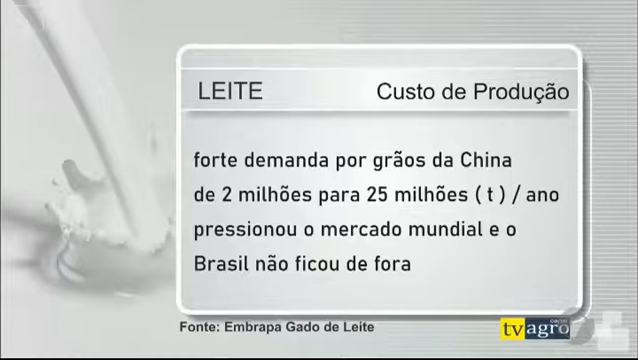 LEITE Custo de Produção
forte demanda por grãos da China
de 2 milhões para 25 milhões ( t ) / ano
pressionou o mercado mundial e o
Brasil não ficou de fora
Fonte: Embrapa Gado de Leite
tvagro